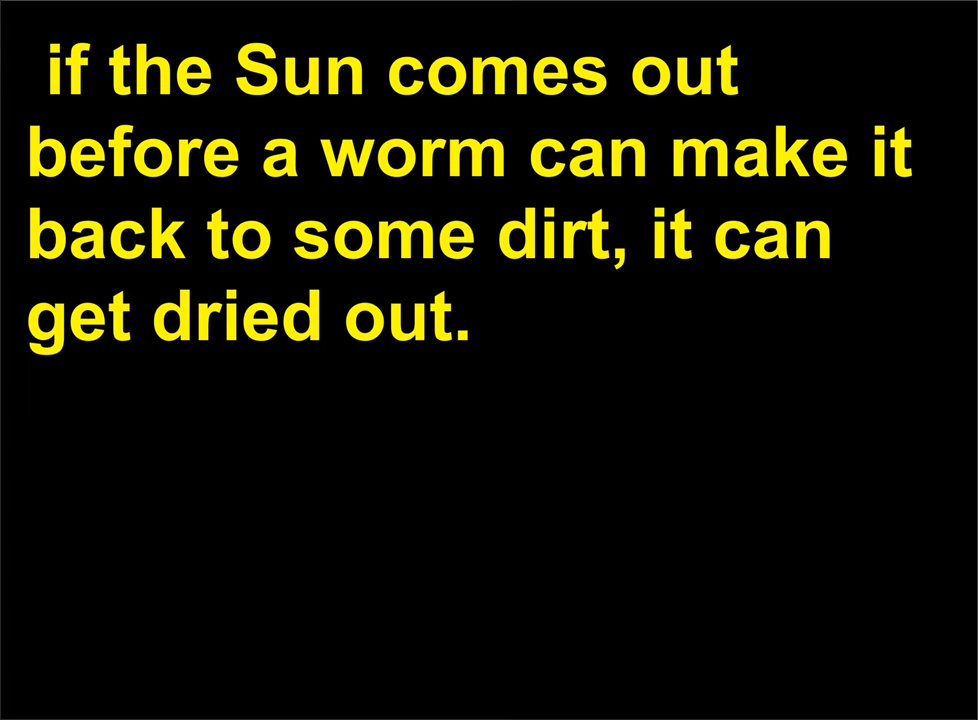 if the Sun comes out
before a worm can make it
back to some dirt, it can
get dried out.